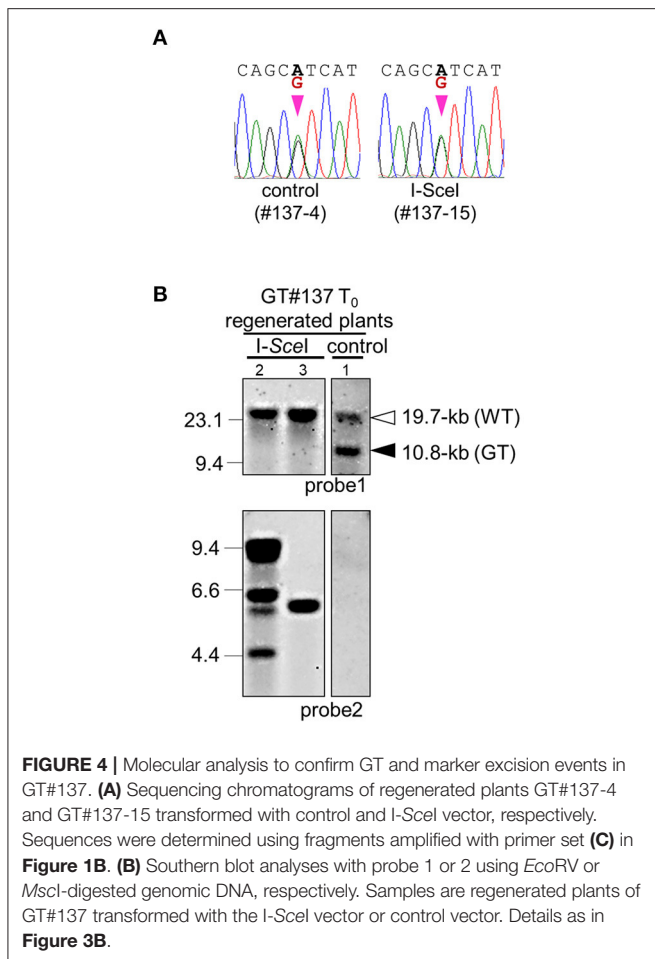 A
CAGCATCAT CAGCATCAT
G G
control I-SceI
(#137-4) (#137-15)
B
GT#137 T0
regenerated plants
I-SceI control
2 3 1
23.1 19.7-kb (WT)
9.4 10.8-kb (GT)
probe1
9.4
6.6
4.4
probe2
FIGURE 4 | Molecular analysis to confirm GT and marker excision events in
GT#137. (A) Sequencing chromatograms of regenerated plants GT#137-4
and GT#137-15 transformed with control and I-SceI vector, respectively.
Sequences were determined using fragments amplified with primer set (C) in
Figure 1B. (B) Southern blot analyses with probe 1 or 2 using EcoRV or
MscI-digested genomic DNA, respectively. Samples are regenerated plants of
GT#137 transformed with the I-SceI vector or control vector. Details as in
Figure 3B.